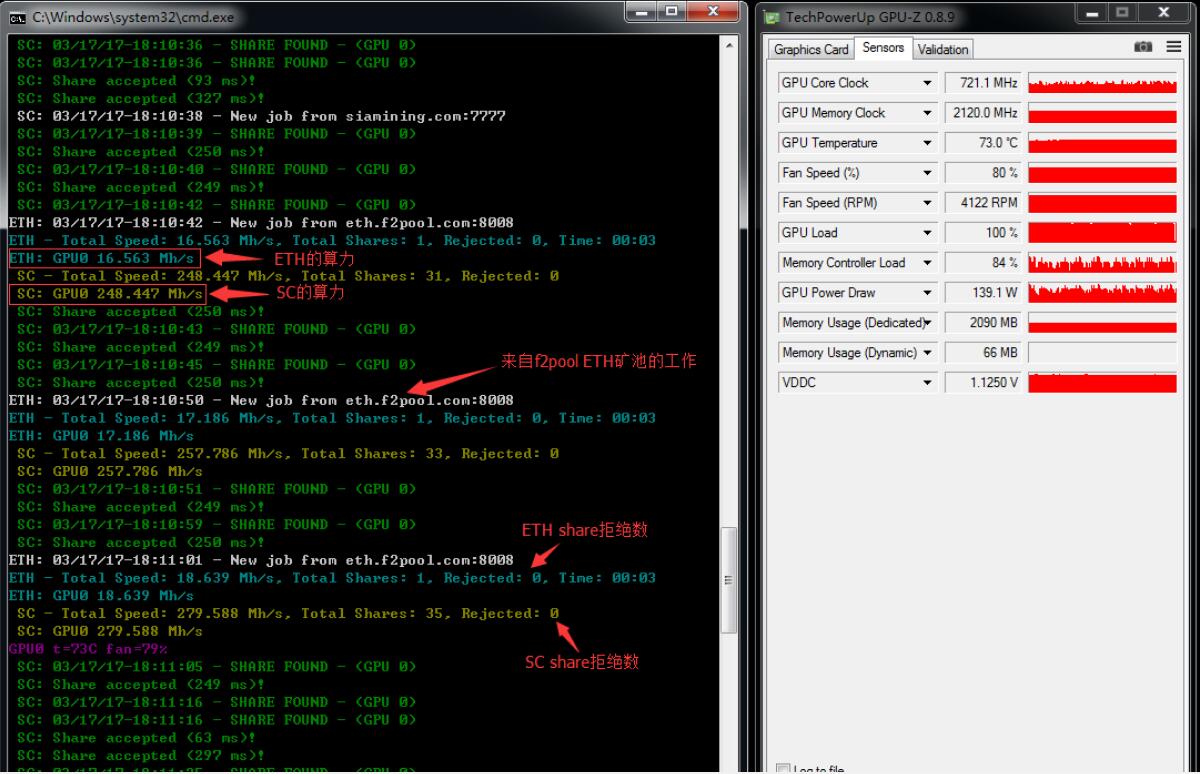 C:\Windows\system32\cmd.exe
SC: 03/17/17-18:10:36 - SHARE FOUND - (GPU 0)
SC: 03/17/17-18:10:36 - SHARE FOUND - (GPU 0)
SC: Share accepted (93 ms)!
SC: Share accepted (327 ms)!
SC: 03/17/17-18:10:38 - New job from siamining.com:7777
SC: 03/17/17-18:10:39 - SHARE FOUND - (GPU 0)
SC: Share accepted (250 ms)!
SC: 03/17/17-18:10:40 - SHARE FOUND - (GPU 0)
SC: Share accepted (249 ms)!
SC: 03/17/17-18:10:42 - SHARE FOUND - (GPU 0)
ETH: 03/17/17-18:10:42 - New job from eth.f2pool.com:8008
ETH - Total Speed: 16.563 Mh/s, Total Shares: 1, Rejected: 0, Time: 00:03
ETH: GPU0 16.563 Mh/s
ETH的算力
SC - Total Speed: 248.447 Mh/s, Total Shares: 31, Rejected: 0
SC: GPU0 248.447 Mh/s
SC的算力
SC: Share accepted (250 ms)!
SC: 03/17/17-18:10:43 - SHARE FOUND - (GPU 0)
SC: Share accepted (249 ms)!
SC: 03/17/17-18:10:45 - SHARE FOUND - (GPU 0)
来自f2pool ETH矿池的工作
SC: Share accepted (250 ms)!
ETH: 03/17/17-18:10:50 - New job from eth.f2pool.com:8008
ETH - Total Speed: 17.186 Mh/s, Total Shares: 1, Rejected: 0, Time: 00:03
ETH: GPU0 17.186 Mh/s
SC - Total Speed: 257.786 Mh/s, Total Shares: 33, Rejected: 0
SC: GPU0 257.786 Mh/s
SC: 03/17/17-18:10:51 - SHARE FOUND - (GPU 0)
SC: Share accepted (249 ms)!
SC: 03/17/17-18:10:59 - SHARE FOUND - (GPU 0)
ETH share拒绝数
SC: Share accepted (250 ms)!
ETH: 03/17/17-18:11:01 - New job from eth.f2pool.com:8008
ETH - Total Speed: 18.639 Mh/s, Total Shares: 1, Rejected: 0, Time: 00:03
ETH: GPU0 18.639 Mh/s
SC - Total Speed: 279.588 Mh/s, Total Shares: 35, Rejected: 0
SC: GPU0 279.588 Mh/s
GPU0 t=73C fan=79%
SC share拒绝数
SC: 03/17/17-18:11:05 - SHARE FOUND - (GPU 0)
SC: Share accepted (249 ms)!
SC: 03/17/17-18:11:16 - SHARE FOUND - (GPU 0)
SC: 03/17/17-18:11:16 - SHARE FOUND - (GPU 0)
SC: Share accepted (63 ms)!
SC: Share accepted (297 ms)!
SC: 03/17/17-18:11:25 - SHARE FOUND - (GPU 0)
TechPowerUp GPU-Z 0.8.9
Graphics Card Sensors Validation
GPU Core Clock 721.1 MHz
GPU Memory Clock 2120.0 MHz
GPU Temperature 73.0 °C
Fan Speed (%) 80 %
Fan Speed (RPM) 4122 RPM
GPU Load 100 %
Memory Controller Load 84 %
GPU Power Draw 139.1 W
Memory Usage (Dedicated) 2090 MB
Memory Usage (Dynamic) 66 MB
VDDC 1.1250 V
Log to file